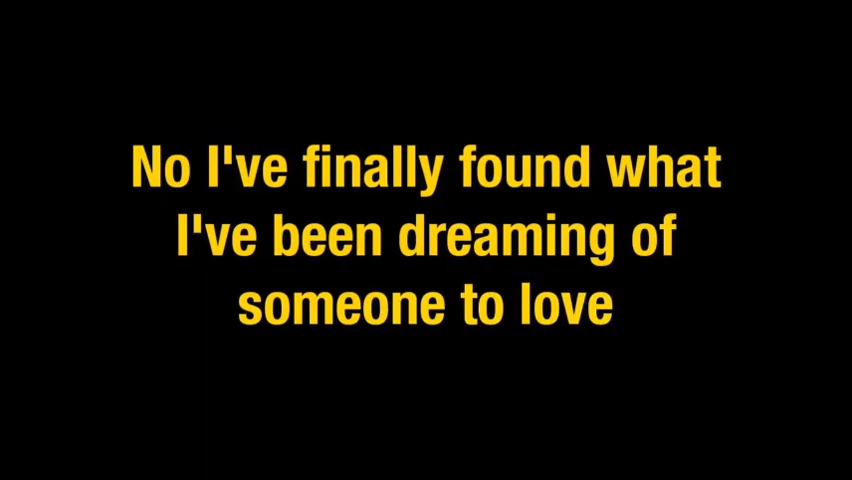 No I've finally found what
I've been dreaming of
someone to love